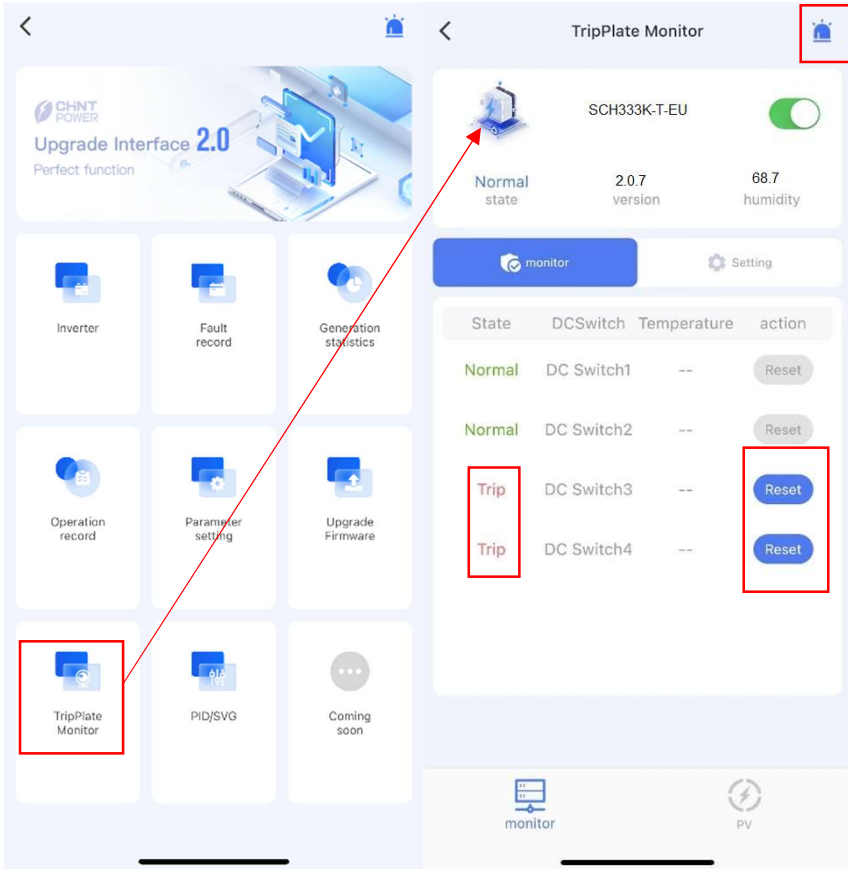 CHNT
POWER
Upgrade Interface 2.0
Perfect function
Inverter
Fault
record
Generation
statistics
Operation
record
Parameter
setting
Upgrade
Firmware
TripPlate
Monitor
PID/SVG
Coming
soon
TripPlate Monitor
SCH333K-T-EU
Normal 2.0.7 68.7
state version humidity
monitor Setting
State DCSwitch Temperature action
Normal DC Switch1 -- Reset
Normal DC Switch2 -- Reset
Trip DC Switch3 -- Reset
Trip DC Switch4 -- Reset
monitor PV